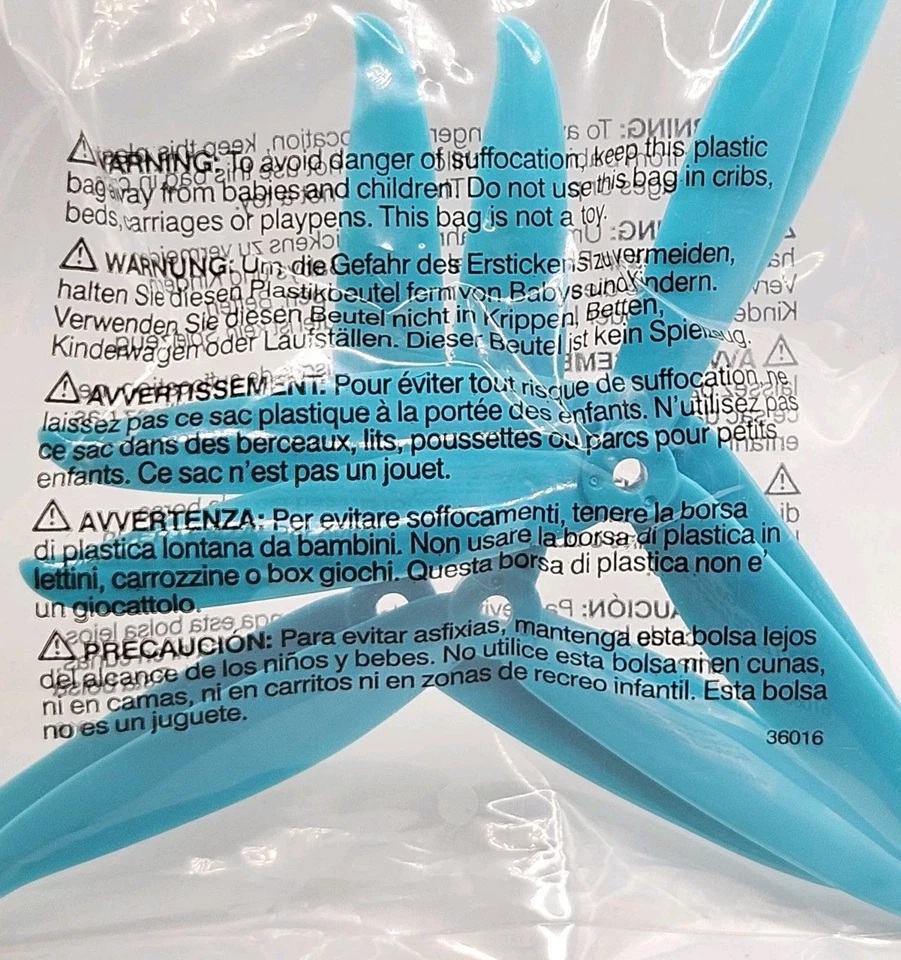 WARNING: To avoid danger of suffocation, keep this plastic
bag away from babies and children. Do not use this bag in cribs,
beds, carriages or playpens. This bag is not a toy.
WARNUNG: Um die Gefahr des Erstickens zu vermeiden,
halten Sie diesen Plastikbeutel fern von Babys und Kindern.
Verwenden Sie diesen Beutel nicht in Krippen, Betten,
Kinderwagen oder Laufställen. Dieser Beutel ist kein Spielzeug.
AVVERTISSEMENT: Pour éviter tout risque de suffocation, ne
laissez pas ce sac plastique à la portée des enfants. N'utilisez pas
ce sac dans des berceaux, lits, poussettes ou parcs pour petits
enfants. Ce sac n'est pas un jouet.
AVVERTENZA: Per evitare soffocamenti, tenere la borsa
di plastica lontana da bambini. Non usare la borsa di plastica in
lettini, carrozzine o box giochi. Questa borsa di plastica non e'
un giocattolo.
PRECAUCIÓN: Para evitar asfixias, mantenga esta bolsa lejos
del alcance de los niños y bebes. No utilice esta bolsa ni en cunas,
ni en camas, ni en carritos ni en zonas de recreo infantil. Esta bolsa
no es un juguete.
36016